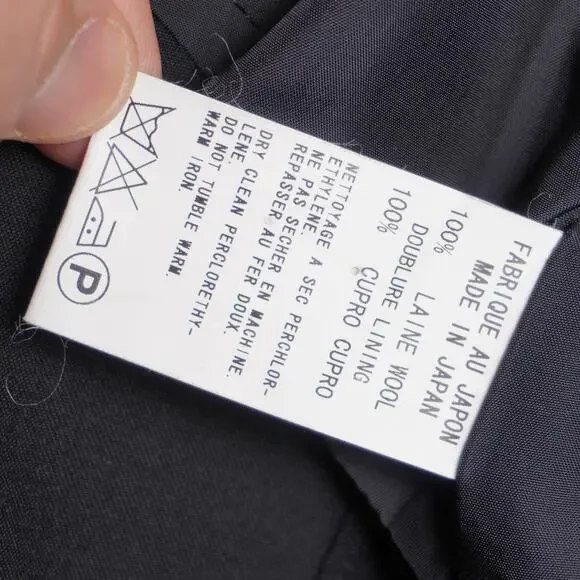 FABRIQUE AU JAPON
MADE IN JAPAN
100% LAINE WOOL
DOUBLURE LINING
100% CUPRO CUPRO
NETTOYAGE A SEC PERCHLOR-
ETHYLENE.
NE PAS SECHER EN MACHINE.
REPASSER AU FER DOUX.
DRY CLEAN PERCLORETHY-
LENE.
DO NOT TUMBLE WARM.
WARM IRON.
P